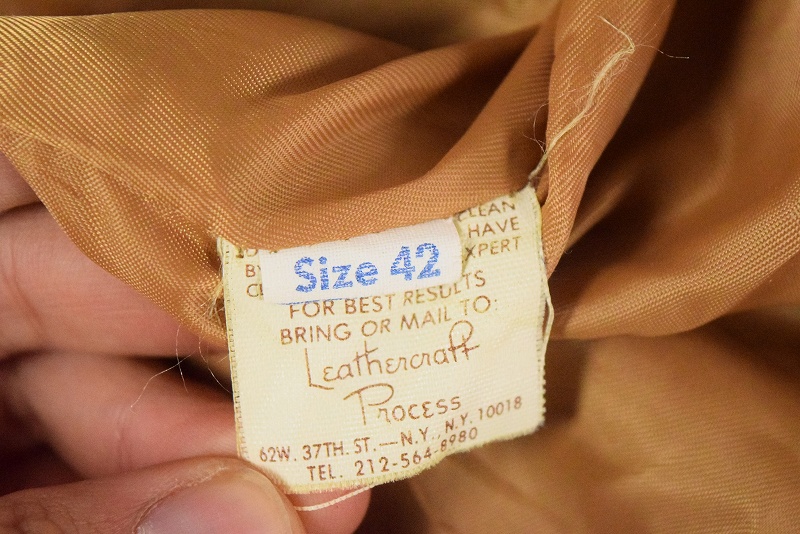 CLEAN
HAVE
BY XPERT
Size 42
FOR BEST RESULTS
BRING OR MAIL TO:
Leathercraft
Process
62W. 37TH. ST.—N.Y., N.Y. 10018
TEL. 212-564-8980